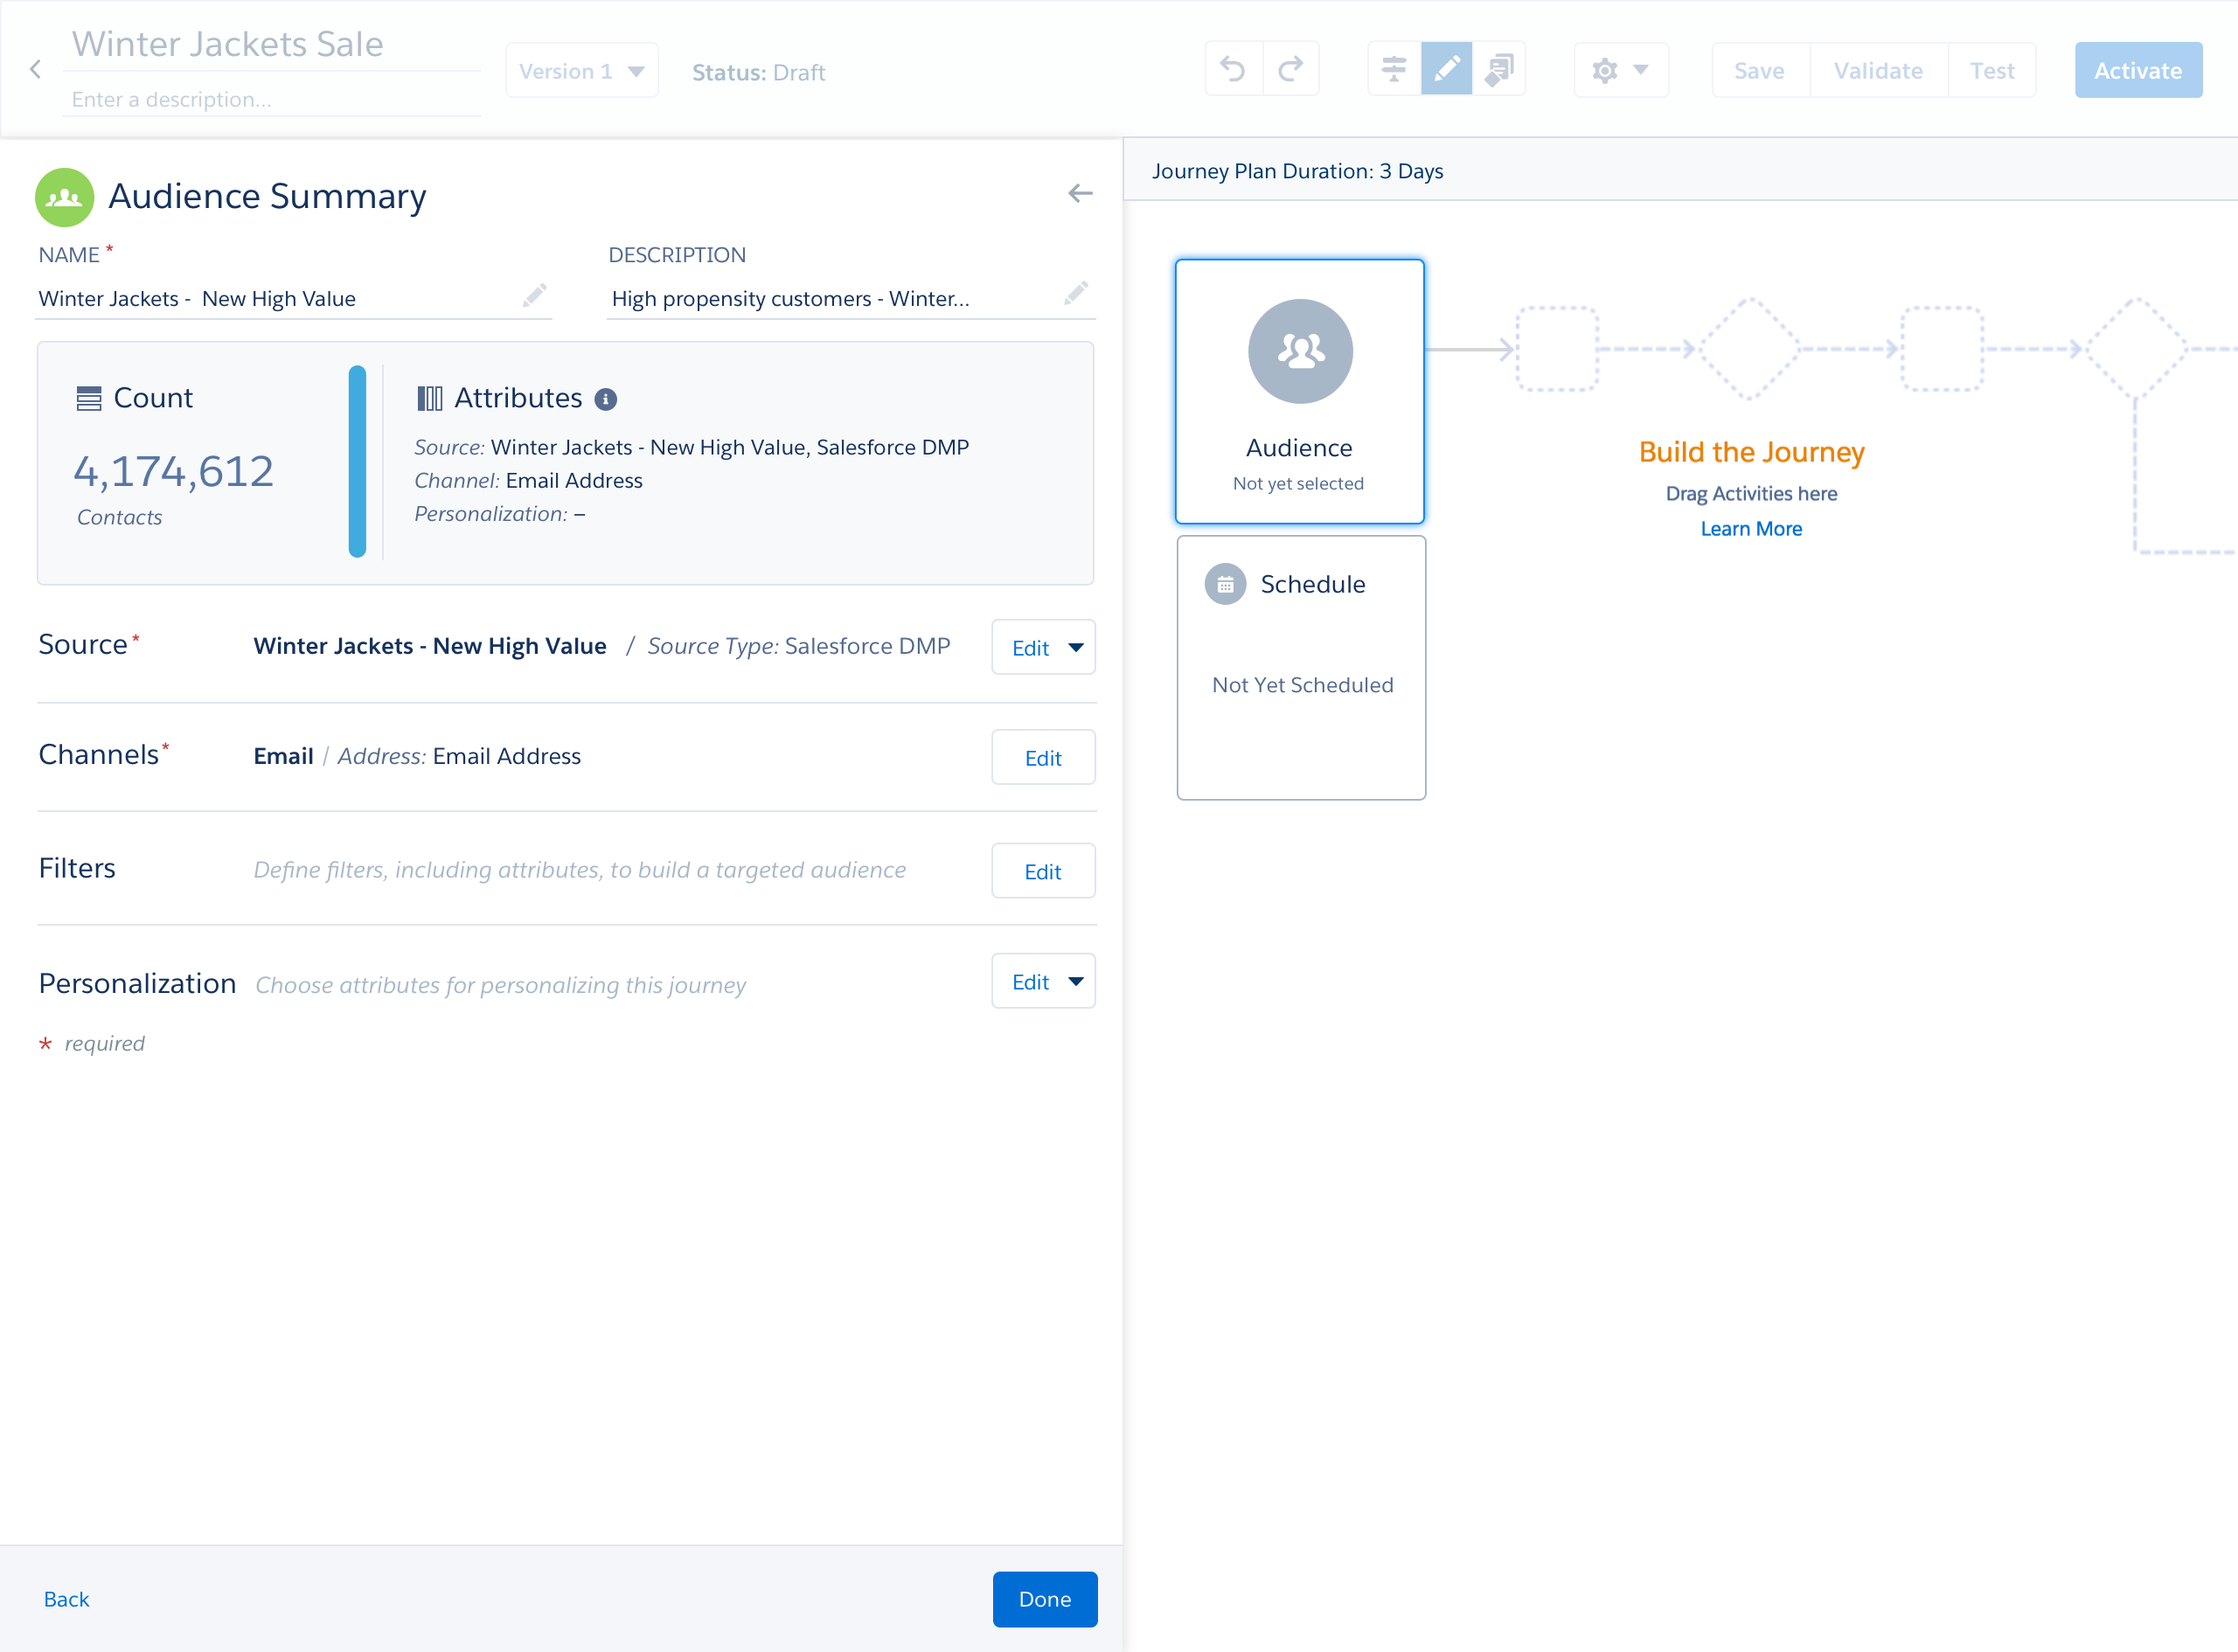 Winter Jackets Sale
Enter a description...
Version 1
Status: Draft
Save
Validate
Test
Activate
Audience Summary
NAME *
DESCRIPTION
Winter Jackets -  New High Value
High propensity customers - Winter...
Count
4,174,612
Contacts
Attributes
Source: Winter Jackets - New High Value, Salesforce DMP
Channel: Email Address
Personalization: –
Source*
Winter Jackets - New High Value / Source Type: Salesforce DMP
Edit
Channels*
Email / Address: Email Address
Edit
Filters
Define filters, including attributes, to build a targeted audience
Edit
Personalization
Choose attributes for personalizing this journey
Edit
* required
Back
Done
Journey Plan Duration: 3 Days
Audience
Not yet selected
Build the Journey
Drag Activities here
Learn More
Schedule
Not Yet Scheduled